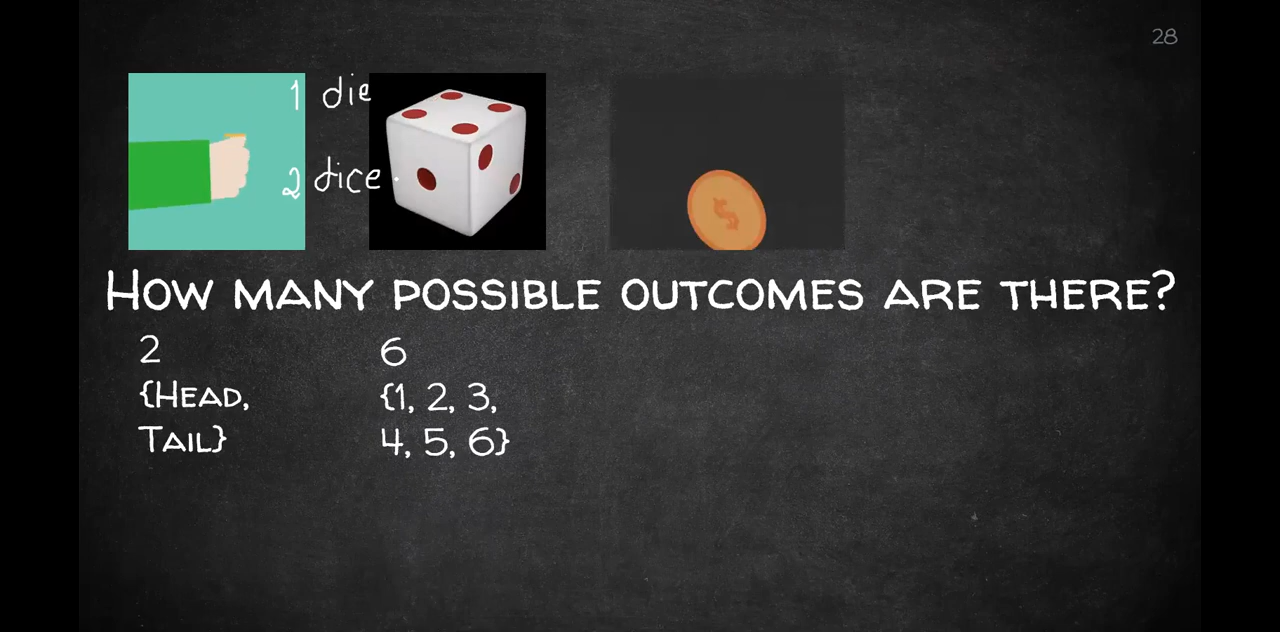 28
1 die
2 dice
$
How many possible outcomes are there?
2
{Head,
Tail}
6
{1, 2, 3,
4, 5, 6}